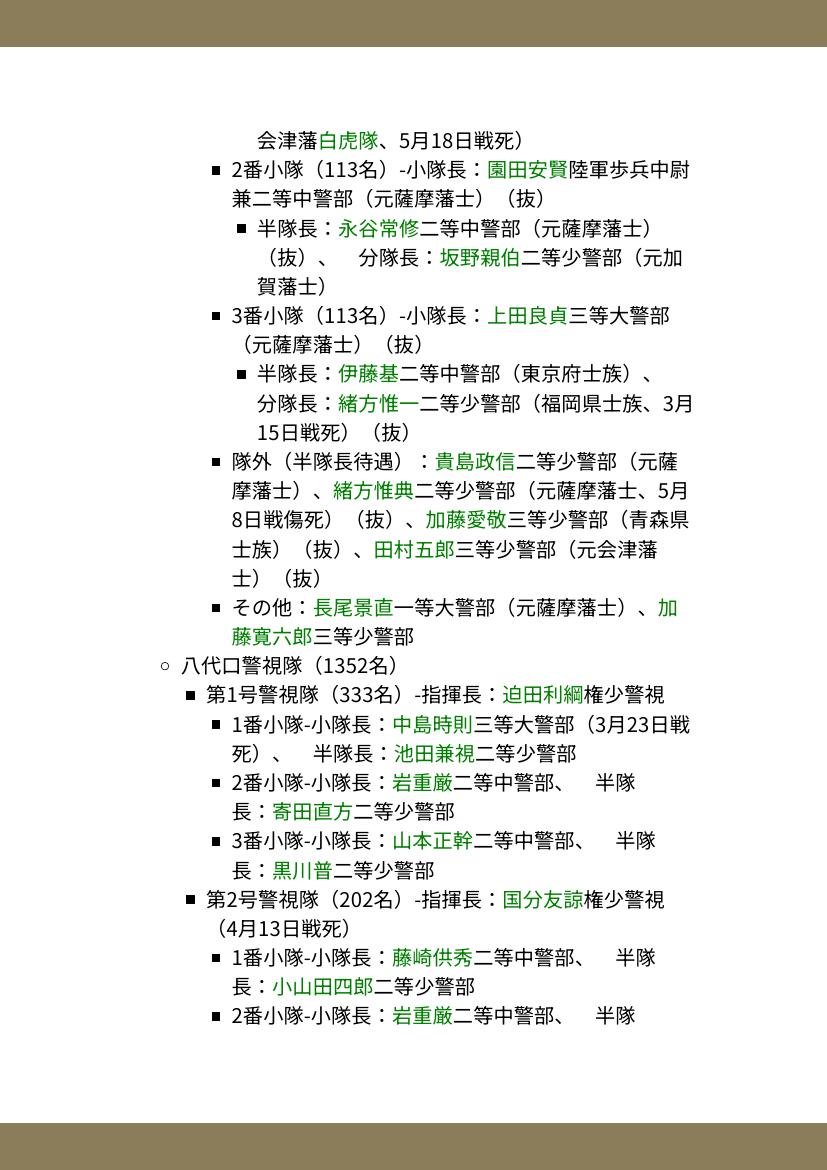 会津藩白虎隊、5月18日戦死）
2番小隊（113名）-小隊長：園田安賢陸軍歩兵中尉
兼二等中警部（元薩摩藩士）（抜）
半隊長：永谷常修二等中警部（元薩摩藩士）
（抜）、　分隊長：坂野親伯二等少警部（元加
賀藩士）
3番小隊（113名）-小隊長：上田良貞三等大警部
（元薩摩藩士）（抜）
半隊長：伊藤基二等中警部（東京府士族）、
分隊長：緒方惟一二等少警部（福岡県士族、3月
15日戦死）（抜）
隊外（半隊長待遇）：貴島政信二等少警部（元薩
摩藩士）、緒方惟典二等少警部（元薩摩藩士、5月
8日戦傷死）（抜）、加藤愛敬三等少警部（青森県
士族）（抜）、田村五郎三等少警部（元会津藩
士）（抜）
その他：長尾景直一等大警部（元薩摩藩士）、加
藤寛六郎三等少警部
八代口警視隊（1352名）
第1号警視隊（333名）-指揮長：迫田利綱権少警視
1番小隊-小隊長：中島時則三等大警部（3月23日戦
死）、　半隊長：池田兼視二等少警部
2番小隊-小隊長：岩重厳二等中警部、　半隊
長：寄田直方二等少警部
3番小隊-小隊長：山本正幹二等中警部、　半隊
長：黒川普二等少警部
第2号警視隊（202名）-指揮長：国分友諒権少警視
（4月13日戦死）
1番小隊-小隊長：藤崎供秀二等中警部、　半隊
長：小山田四郎二等少警部
2番小隊-小隊長：岩重厳二等中警部、　半隊